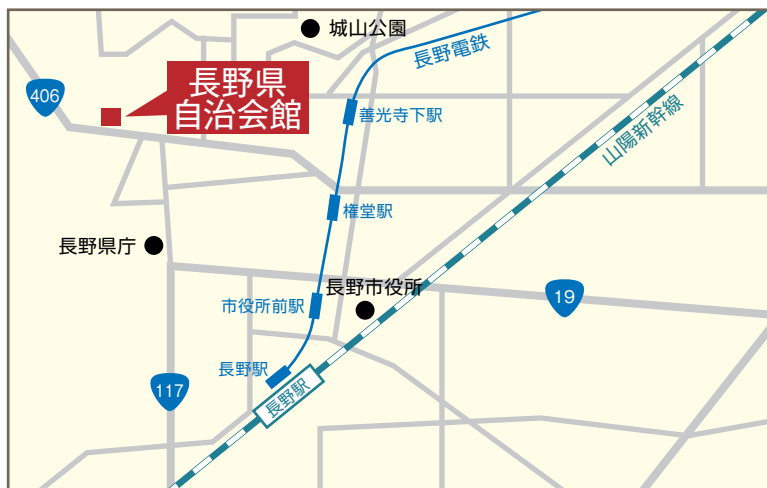 城山公園
長野電鉄
406
長野県
自治会館
善光寺下駅
山陽新幹線
権堂駅
長野県庁
長野市役所
19
市役所前駅
長野駅
117
長野駅